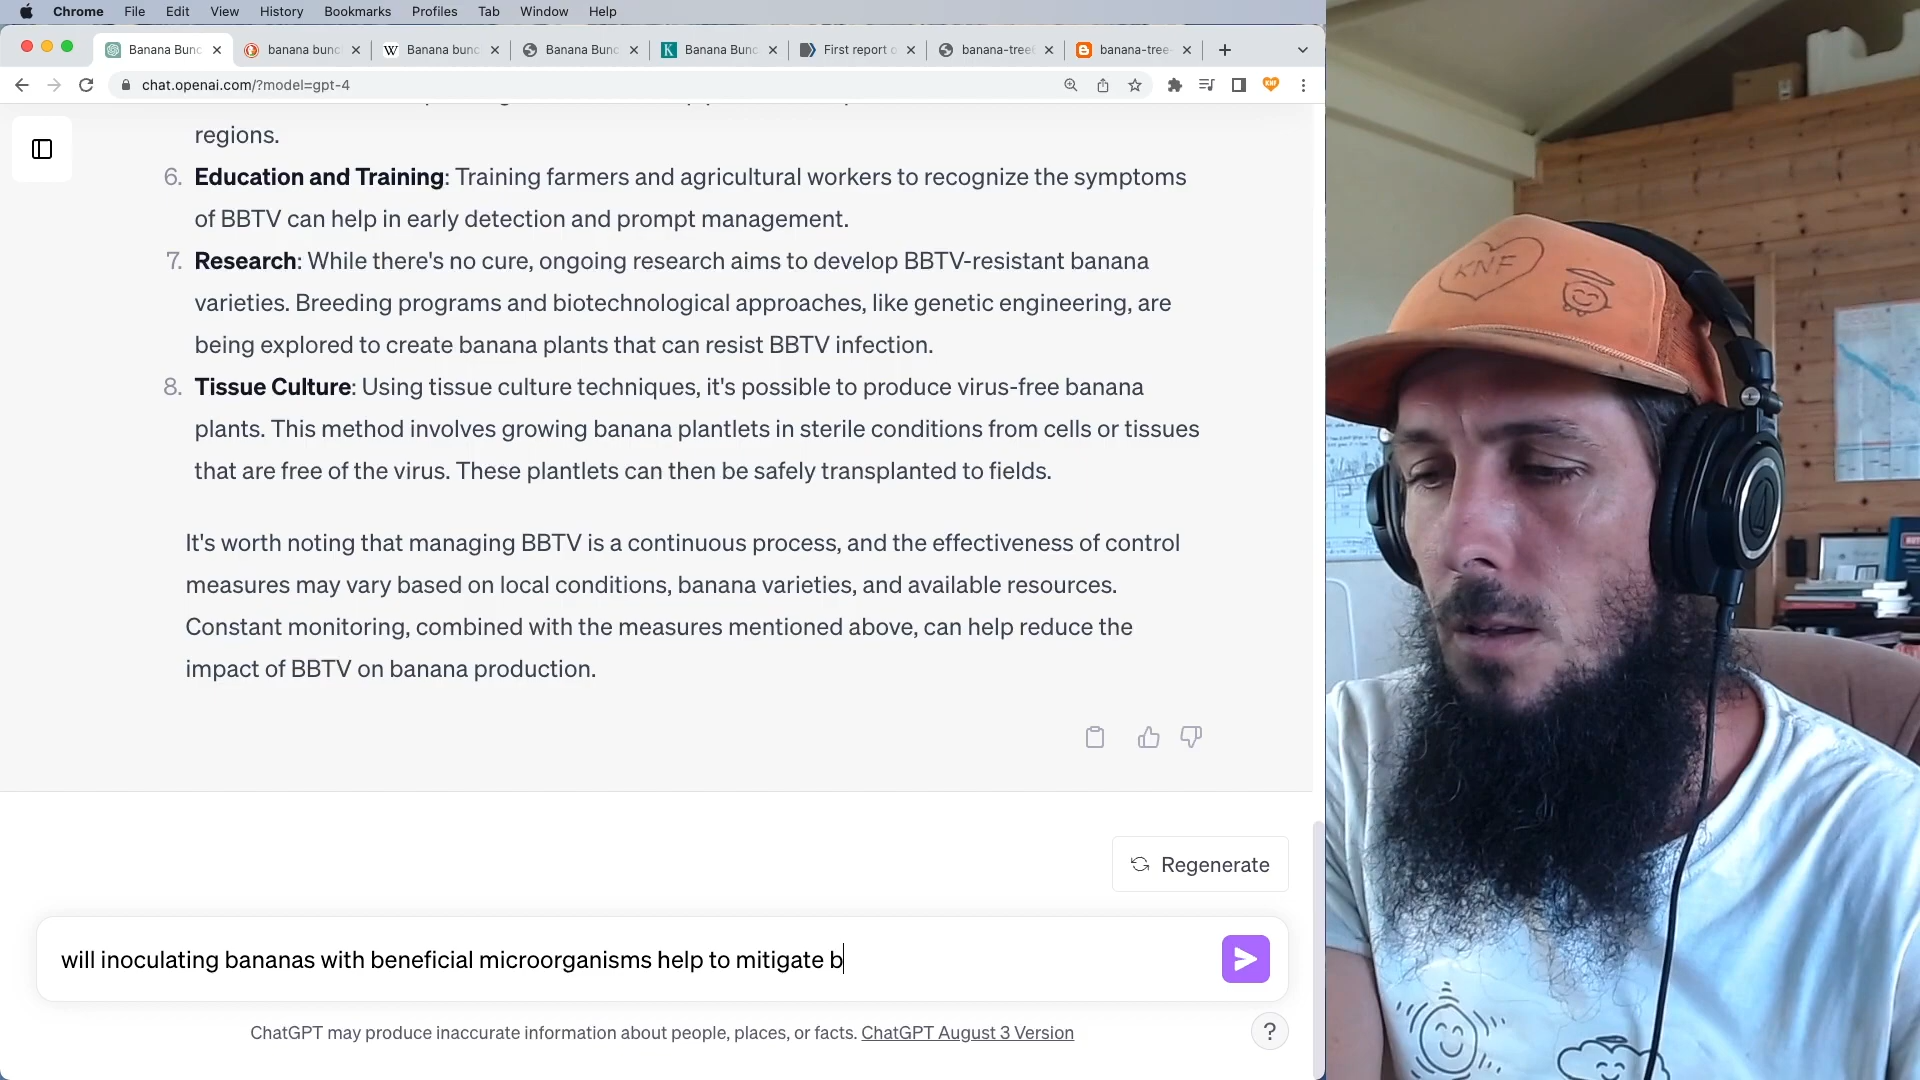 Chrome File Edit View History Bookmarks Profiles Tab Window Help
Banana Bunc banana bunc W Banana bunc Banana Bunc K Banana Bunc First report o banana-tree banana-tree-
chat.openai.com/?model=gpt-4
regions.
6. Education and Training: Training farmers and agricultural workers to recognize the symptoms
of BBTV can help in early detection and prompt management.
7. Research: While there's no cure, ongoing research aims to develop BBTV-resistant banana
varieties. Breeding programs and biotechnological approaches, like genetic engineering, are
being explored to create banana plants that can resist BBTV infection.
8. Tissue Culture: Using tissue culture techniques, it's possible to produce virus-free banana
plants. This method involves growing banana plantlets in sterile conditions from cells or tissues
that are free of the virus. These plantlets can then be safely transplanted to fields.
It's worth noting that managing BBTV is a continuous process, and the effectiveness of control
measures may vary based on local conditions, banana varieties, and available resources.
Constant monitoring, combined with the measures mentioned above, can help reduce the
impact of BBTV on banana production.
Regenerate
will inoculating bananas with beneficial microorganisms help to mitigate b
ChatGPT may produce inaccurate information about people, places, or facts. ChatGPT August 3 Version
?
KNF